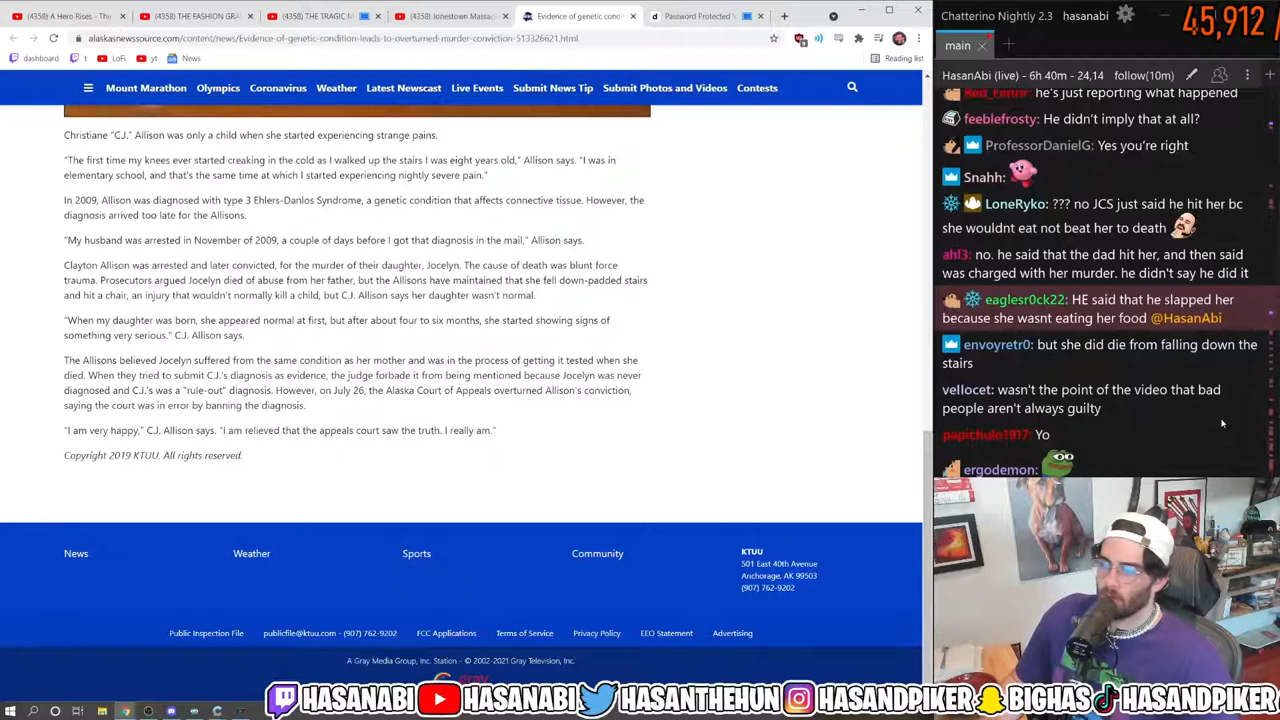 (4358) A Hero Rises - The
(4358) THE FASHION GRA
(4358) THE TRAGIC M
(4358) Jonestown Massac
Evidence of genetic condit
Password Protected V
alaskasnewssource.com/content/news/Evidence-of-genetic-condition-leads-to-overturned-murder-conviction-513326621.html
dashboard
t
LoFi
yt
News
Reading list
Mount Marathon
Olympics
Coronavirus
Weather
Latest Newscast
Live Events
Submit News Tip
Submit Photos and Videos
Contests
Christiane “C.J.” Allison was only a child when she started experiencing strange pains.
“The first time my knees ever started creaking in the cold as I walked up the stairs I was eight years old,” Allison says. “I was in
elementary school, and that's the same time at which I started experiencing nightly severe pain.”
In 2009, Allison was diagnosed with type 3 Ehlers-Danlos Syndrome, a genetic condition that affects connective tissue. However, the
diagnosis arrived too late for the Allisons.
“My husband was arrested in November of 2009, a couple of days before I got that diagnosis in the mail,” Allison says.
Clayton Allison was arrested and later convicted, for the murder of their daughter, Jocelyn. The cause of death was blunt force
trauma. Prosecutors argued Jocelyn died of abuse from her father, but the Allisons have maintained that she fell down-padded stairs
and hit a chair, an injury that wouldn't normally kill a child, but C.J. Allison says her daughter wasn't normal.
“When my daughter was born, she appeared normal at first, but after about four to six months, she started showing signs of
something very serious.” C.J. Allison says.
The Allisons believed Jocelyn suffered from the same condition as her mother and was in the process of getting it tested when she
died. When they tried to submit C.J.'s diagnosis as evidence, the judge forbade it from being mentioned because Jocelyn was never
diagnosed and C.J.'s was a "rule-out" diagnosis. However, on July 26, the Alaska Court of Appeals overturned Allison's conviction,
saying the court was in error by banning the diagnosis.
“I am very happy,” C.J. Allison says. “I am relieved that the appeals court saw the truth. I really am.”
Copyright 2019 KTUU. All rights reserved.
News
Weather
Sports
Community
KTUU
501 East 40th Avenue
Anchorage, AK 99503
(907) 762-9202
Public Inspection File
publicfile@ktuu.com - (907) 762-9202
FCC Applications
Terms of Service
Privacy Policy
EEO Statement
Advertising
A Gray Media Group, Inc. Station - © 2002-2021 Gray Television, Inc.
gray
Chatterino Nightly 2.3
hasanabi
45,912 /
main
HasanAbi (live) - 6h 40m - 24,14
follow(10m)
Red_Fenrir: he's just reporting what happened
feeblefrosty: He didn't imply that at all?
ProfessorDanielG: Yes you're right
Snahh:
LoneRyko: ??? no JCS just said he hit her bc
she wouldnt eat not beat her to death
ahl3: no. he said that the dad hit her, and then said
was charged with her murder. he didn't say he did it
eaglesr0ck22: HE said that he slapped her
because she wasnt eating her food @HasanAbi
envoyretr0: but she did die from falling down the
stairs
vellocet: wasn't the point of the video that bad
people aren't always guilty
papichulo1917: Yo
ergodemon:
HASANABI
HASANABI
HASANTHEHUN
HASANDPIKER
BIGHAS
HASANDPIKER